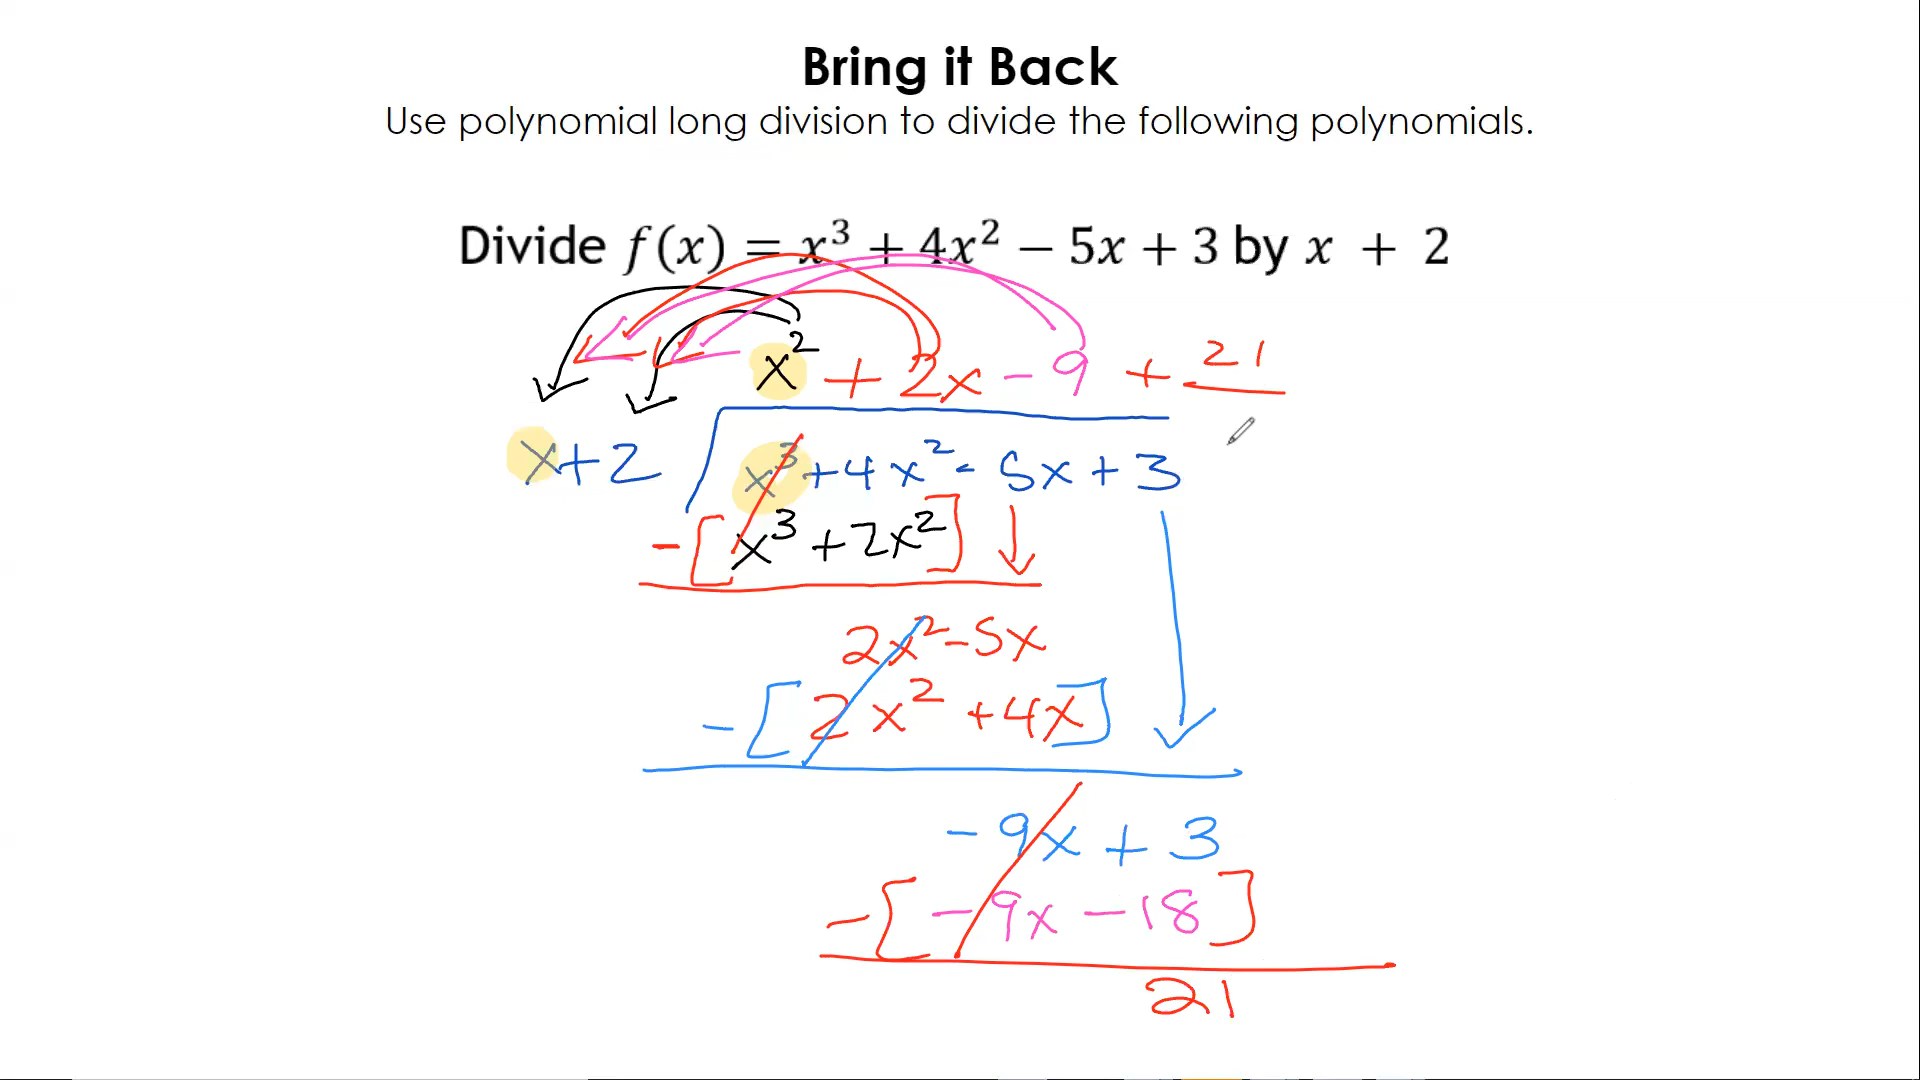 Bring it Back
Use polynomial long division to divide the following polynomials.
Divide f(x) = x³ + 4x² − 5x + 3 by x + 2
21
x² + 2x - 9 + ―
x+2 x³+4x²- 5x+3
-[x³+2x²]
2x²-5x
-[2x²+4x]
-9x+3
-[-9x-18]
21